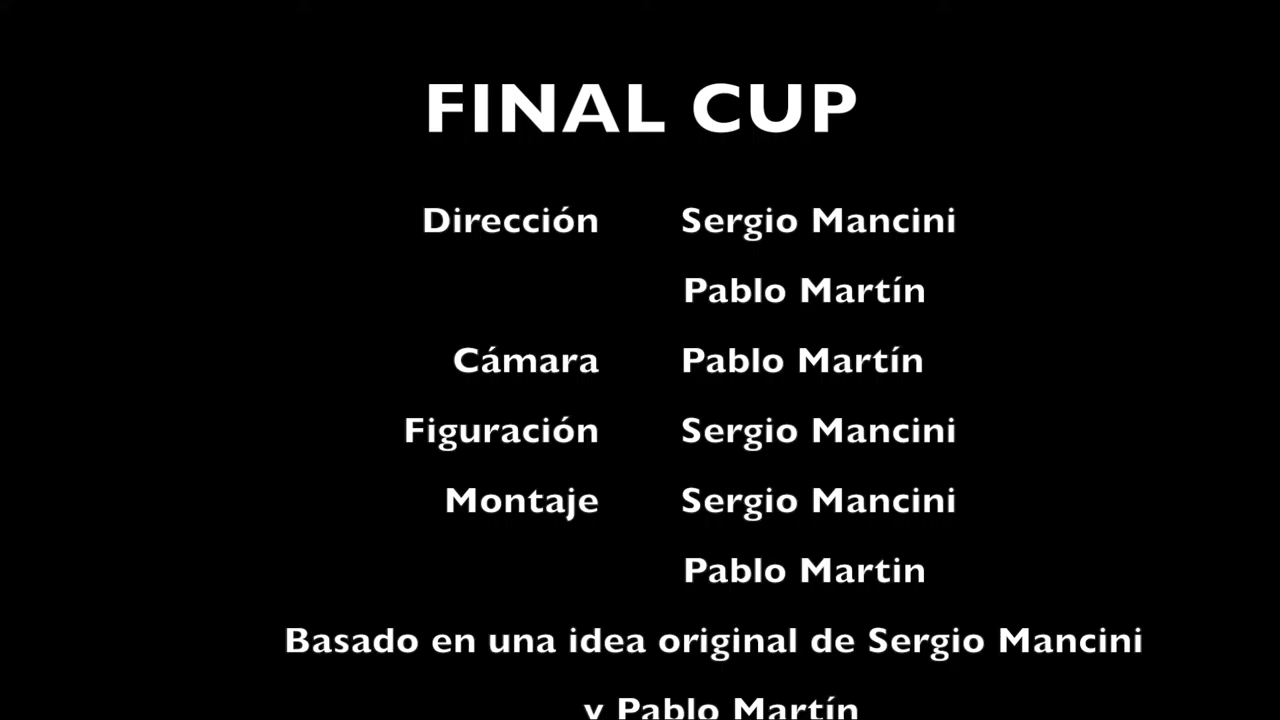 FINAL CUP
Dirección Sergio Mancini
Pablo Martín
Cámara Pablo Martín
Figuración Sergio Mancini
Montaje Sergio Mancini
Pablo Martin
Basado en una idea original de Sergio Mancini
y Pablo Martín